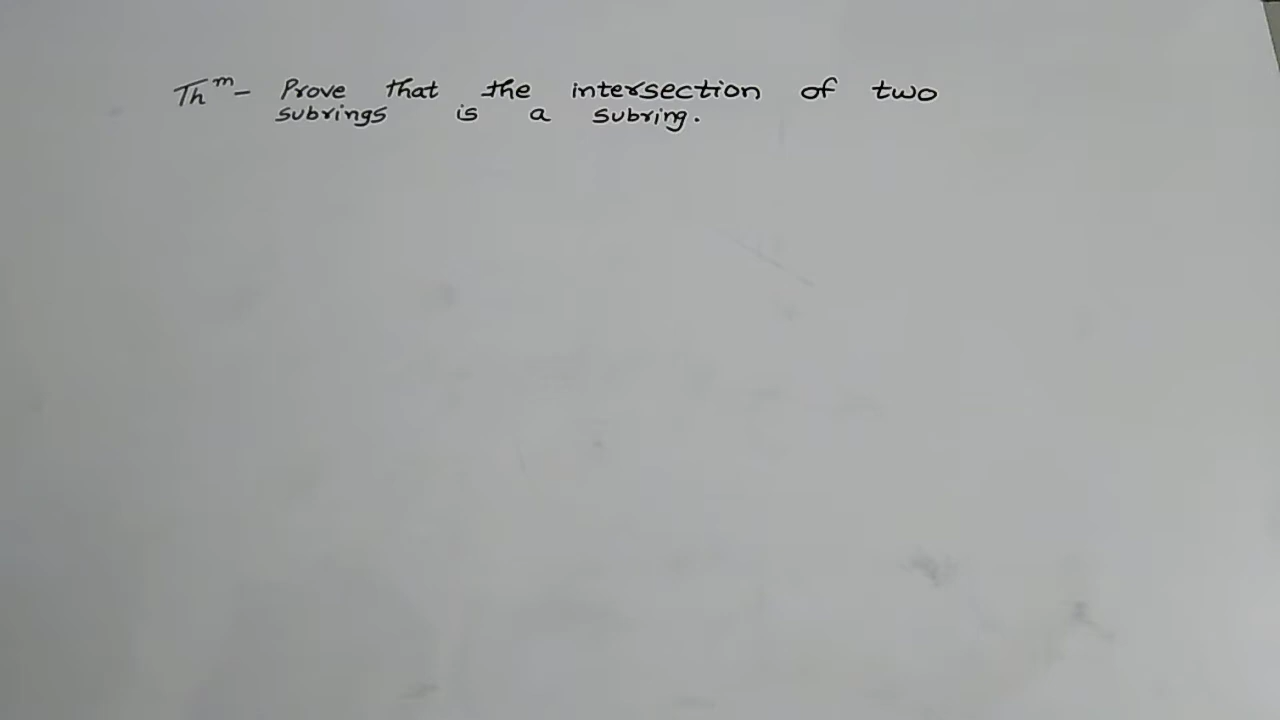 Thᵐ- Prove that the intersection of two
subrings is a subring.